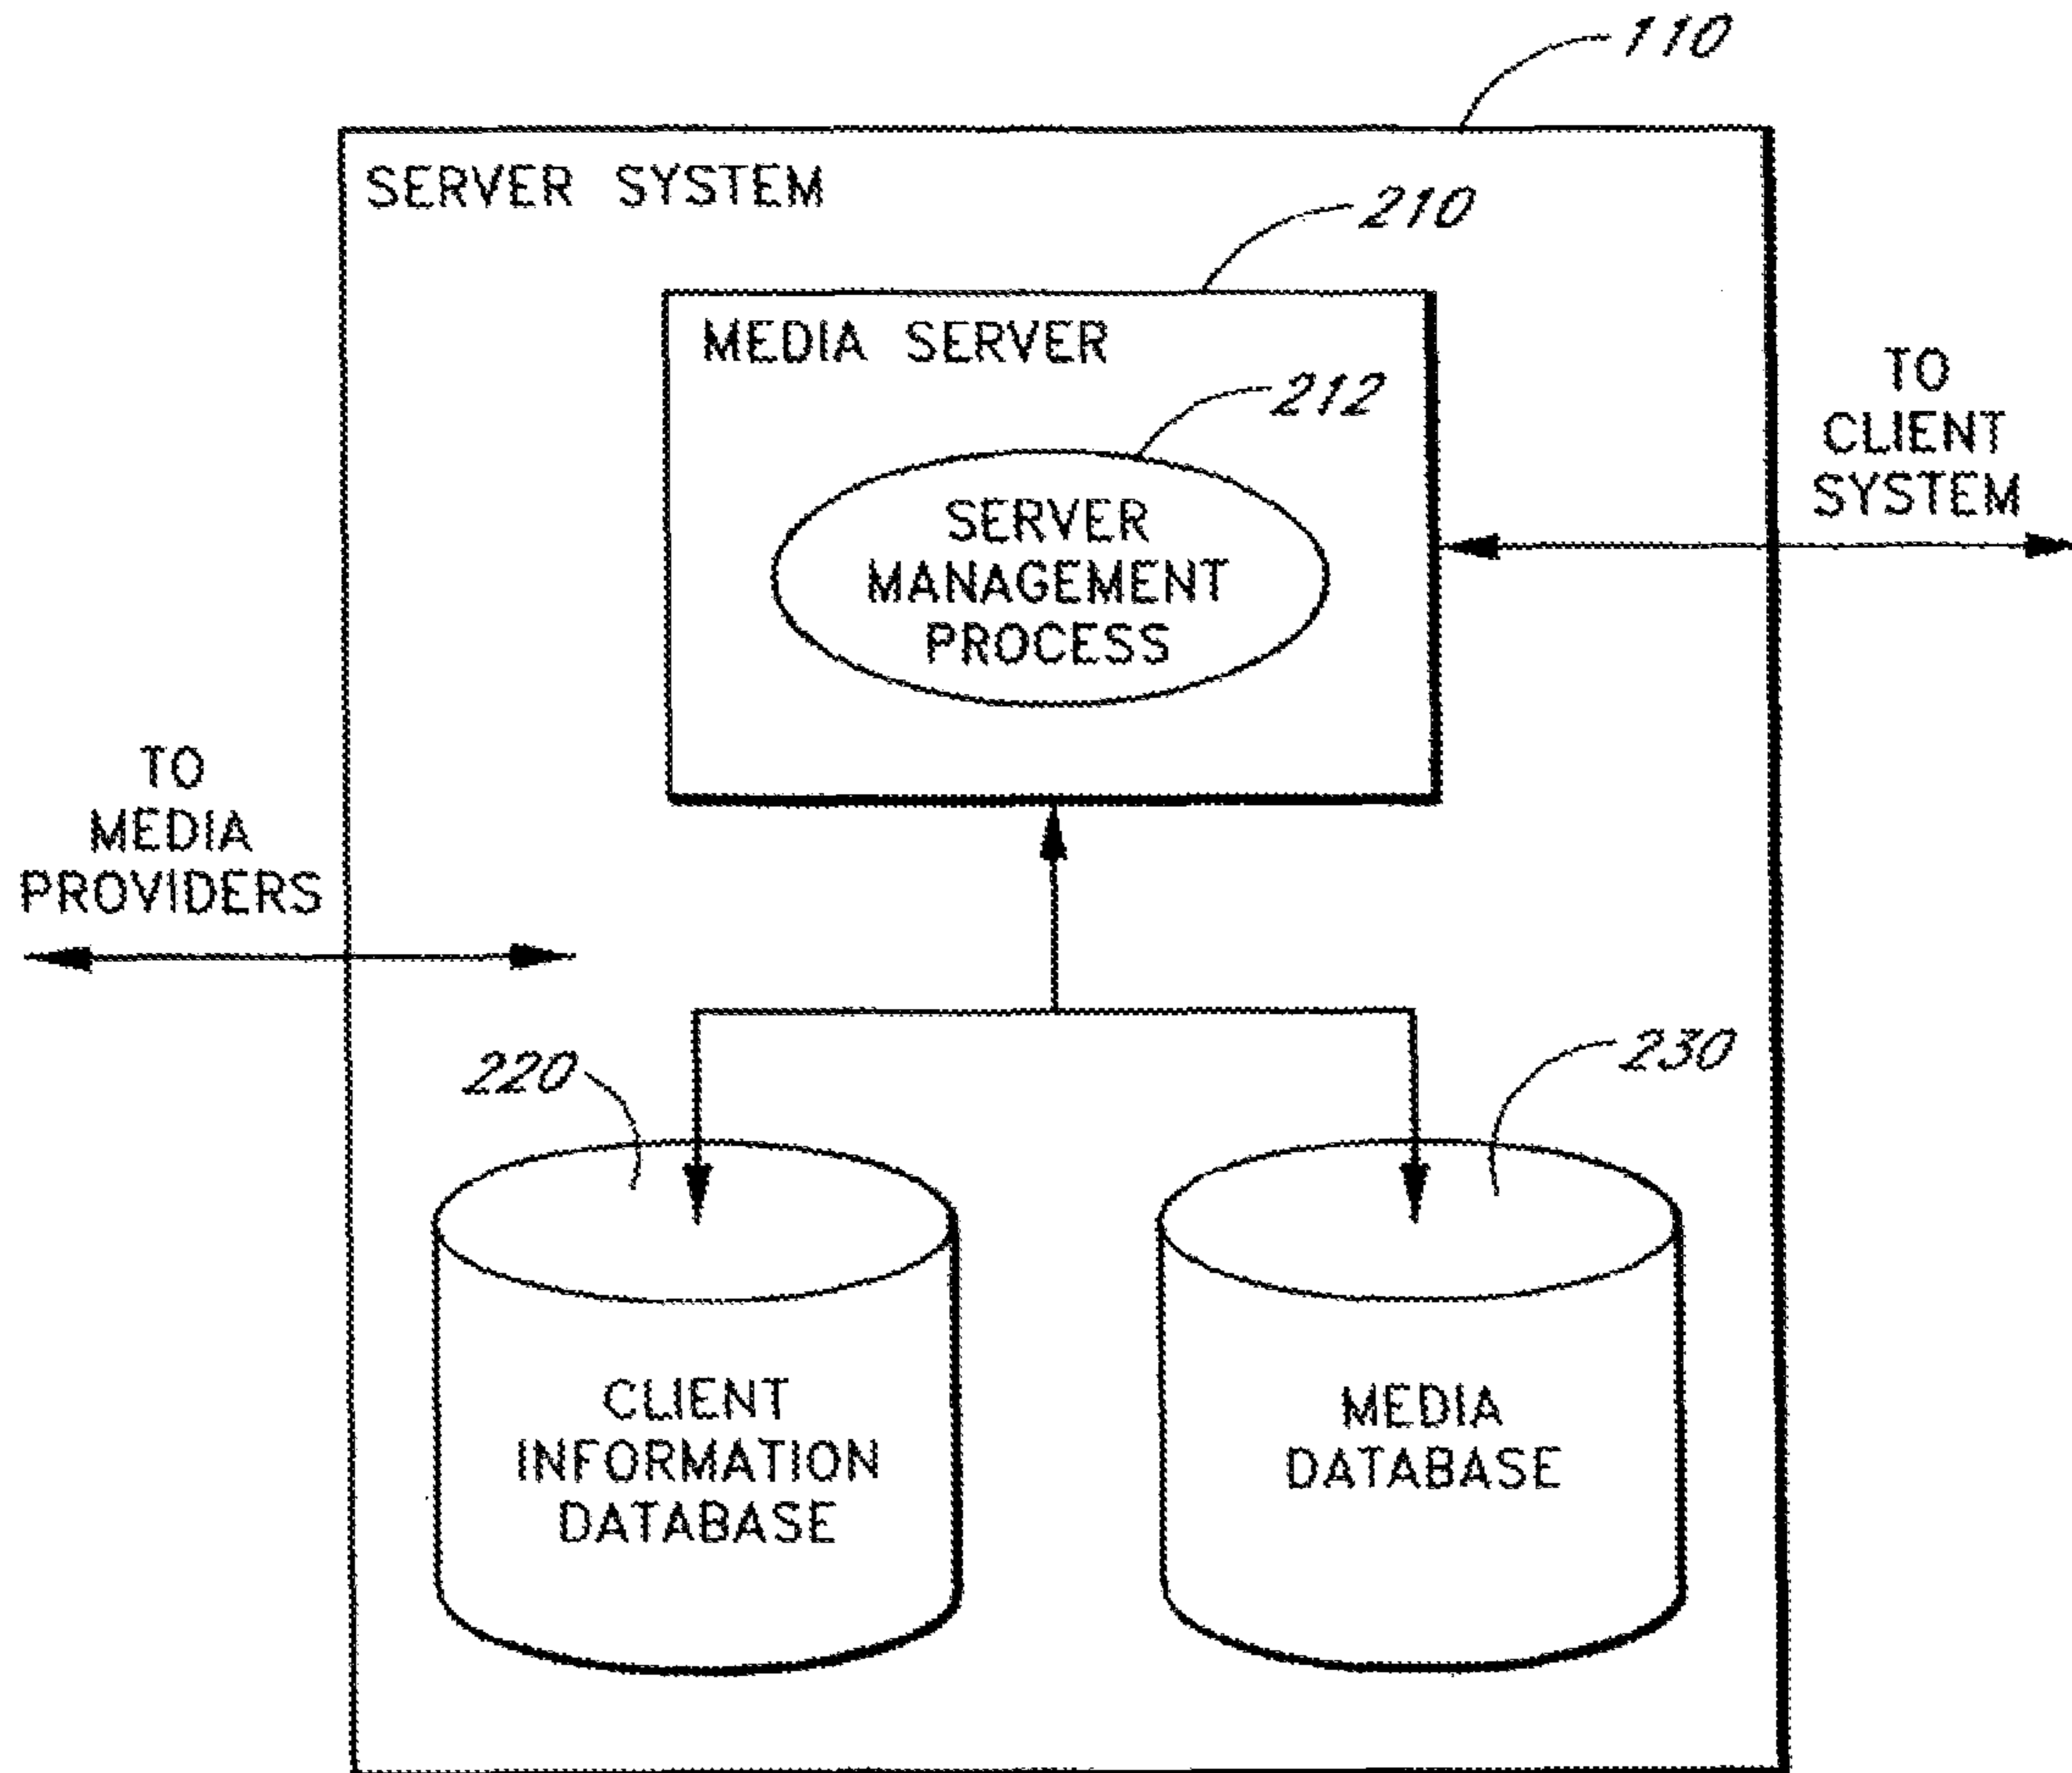 110
SERVER SYSTEM
210
MEDIA SERVER
212
SERVER
MANAGEMENT
PROCESS
TO
CLIENT
SYSTEM
TO
MEDIA
PROVIDERS
220
230
CLIENT
INFORMATION
DATABASE
MEDIA
DATABASE